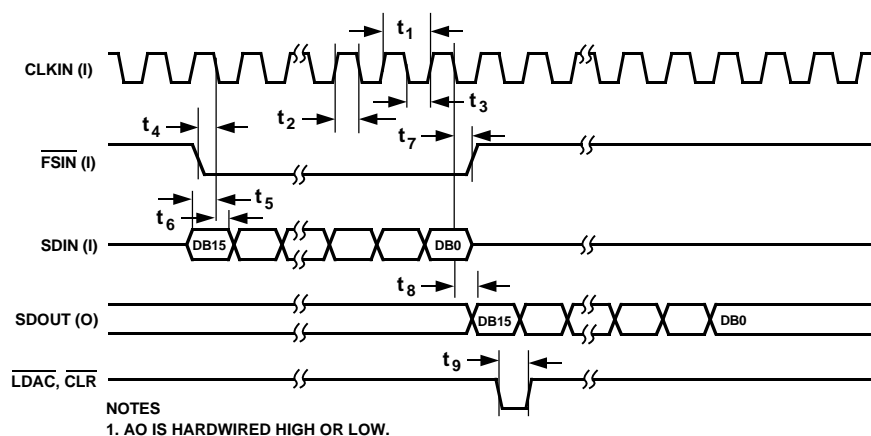 t1
CLKIN (I)
t2
t3
t4
t7
FSIN (I)
t5
t6
SDIN (I)
DB15
DB0
t8
SDOUT (O)
DB15
DB0
t9
LDAC, CLR
NOTES
1. AO IS HARDWIRED HIGH OR LOW.